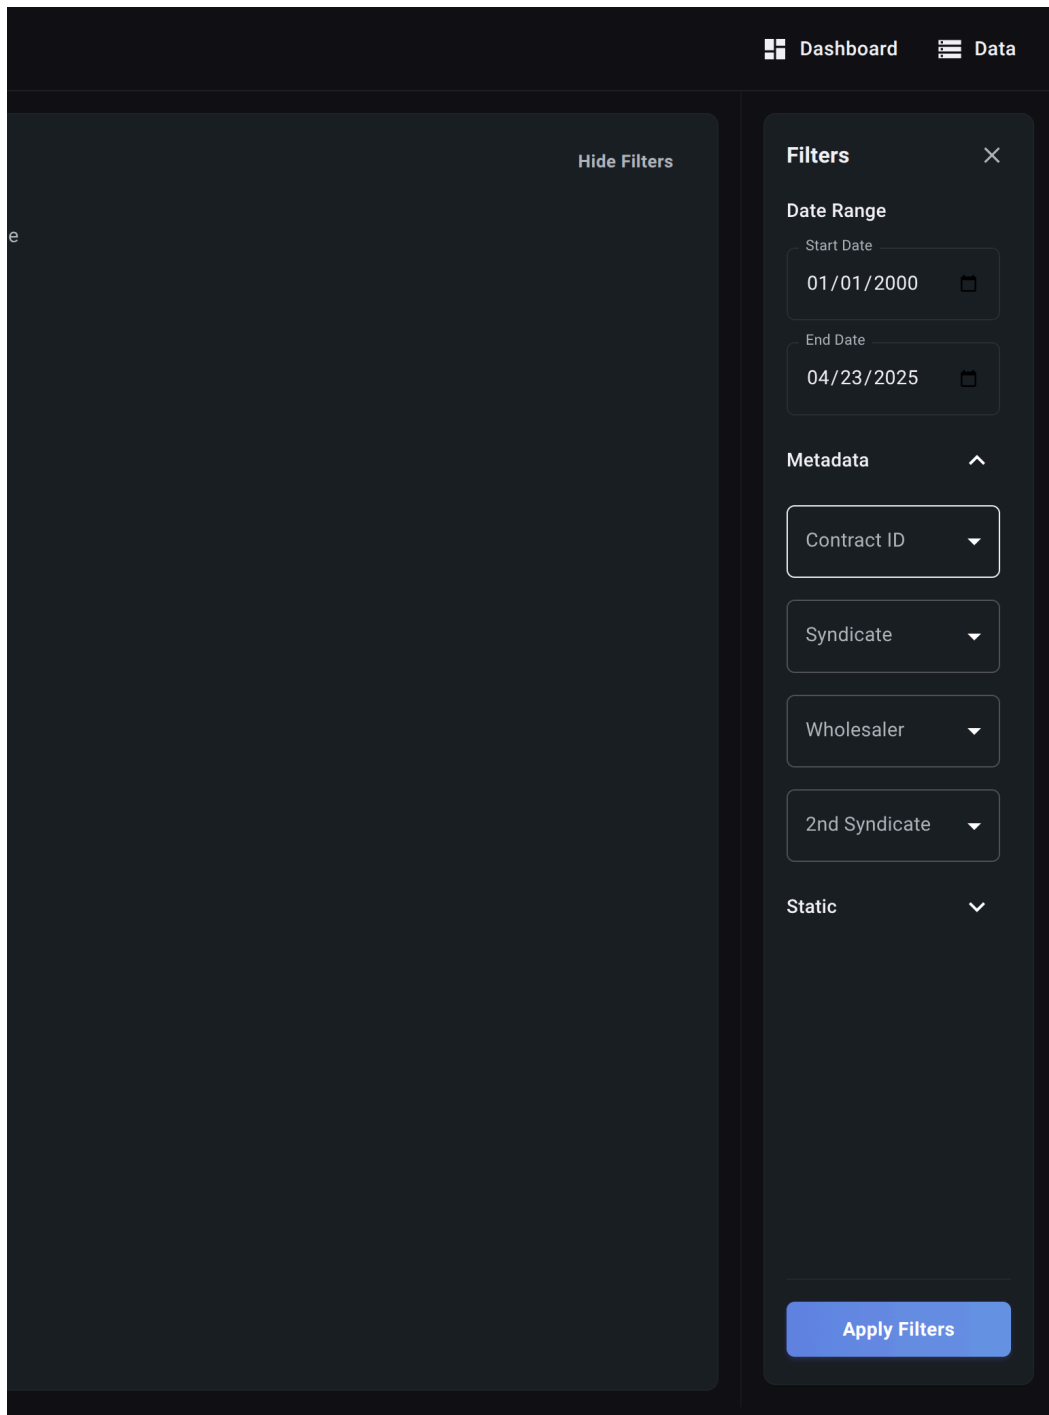 Dashboard
Data
Hide Filters
e
Filters
Date Range
Start Date
01/01/2000
End Date
04/23/2025
Metadata
Contract ID
Syndicate
Wholesaler
2nd Syndicate
Static
Apply Filters